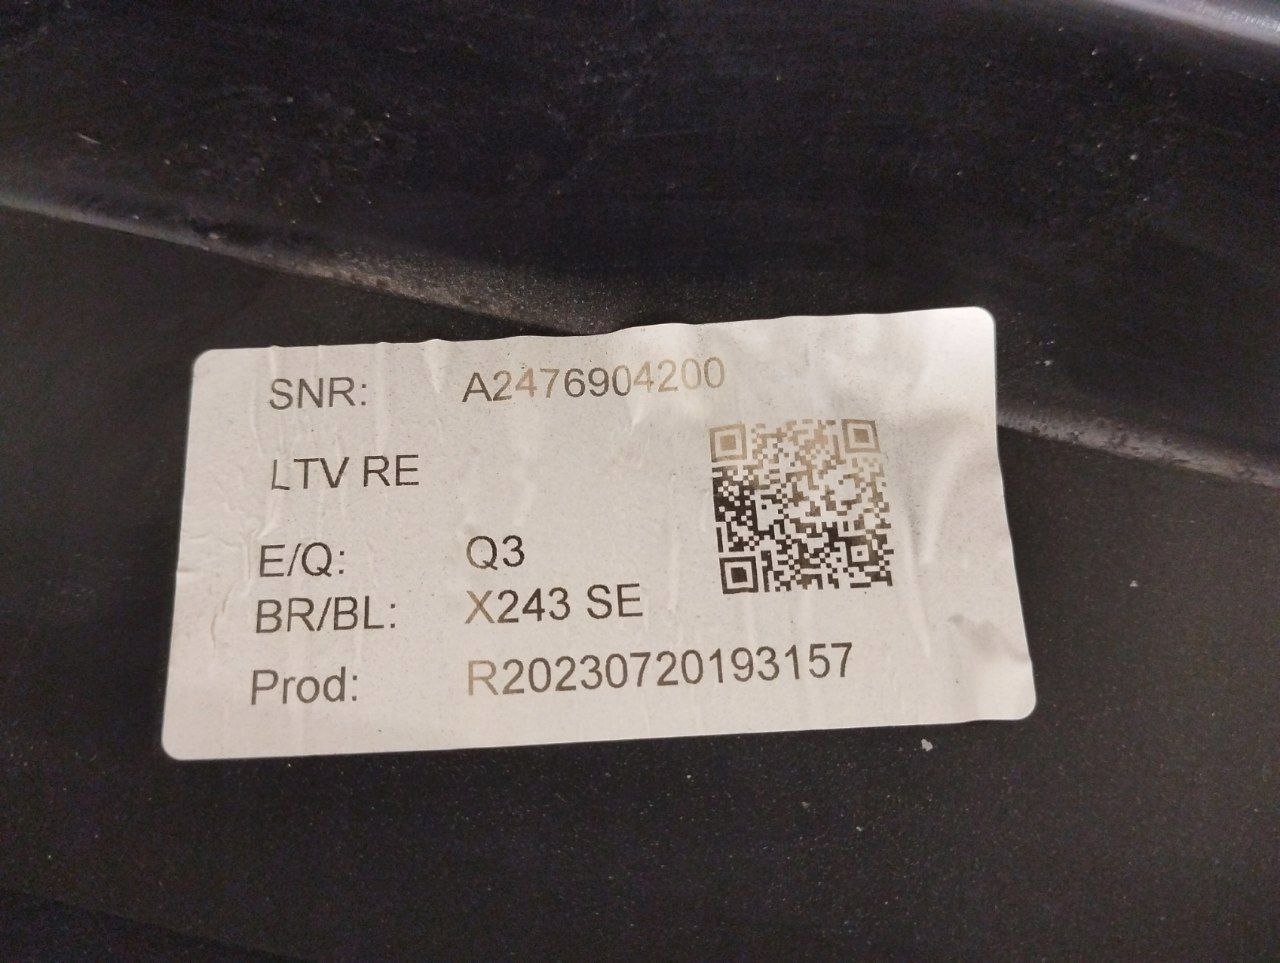 SNR: A2476904200
LTV RE
E/Q: Q3
BR/BL: X243 SE
Prod: R20230720193157